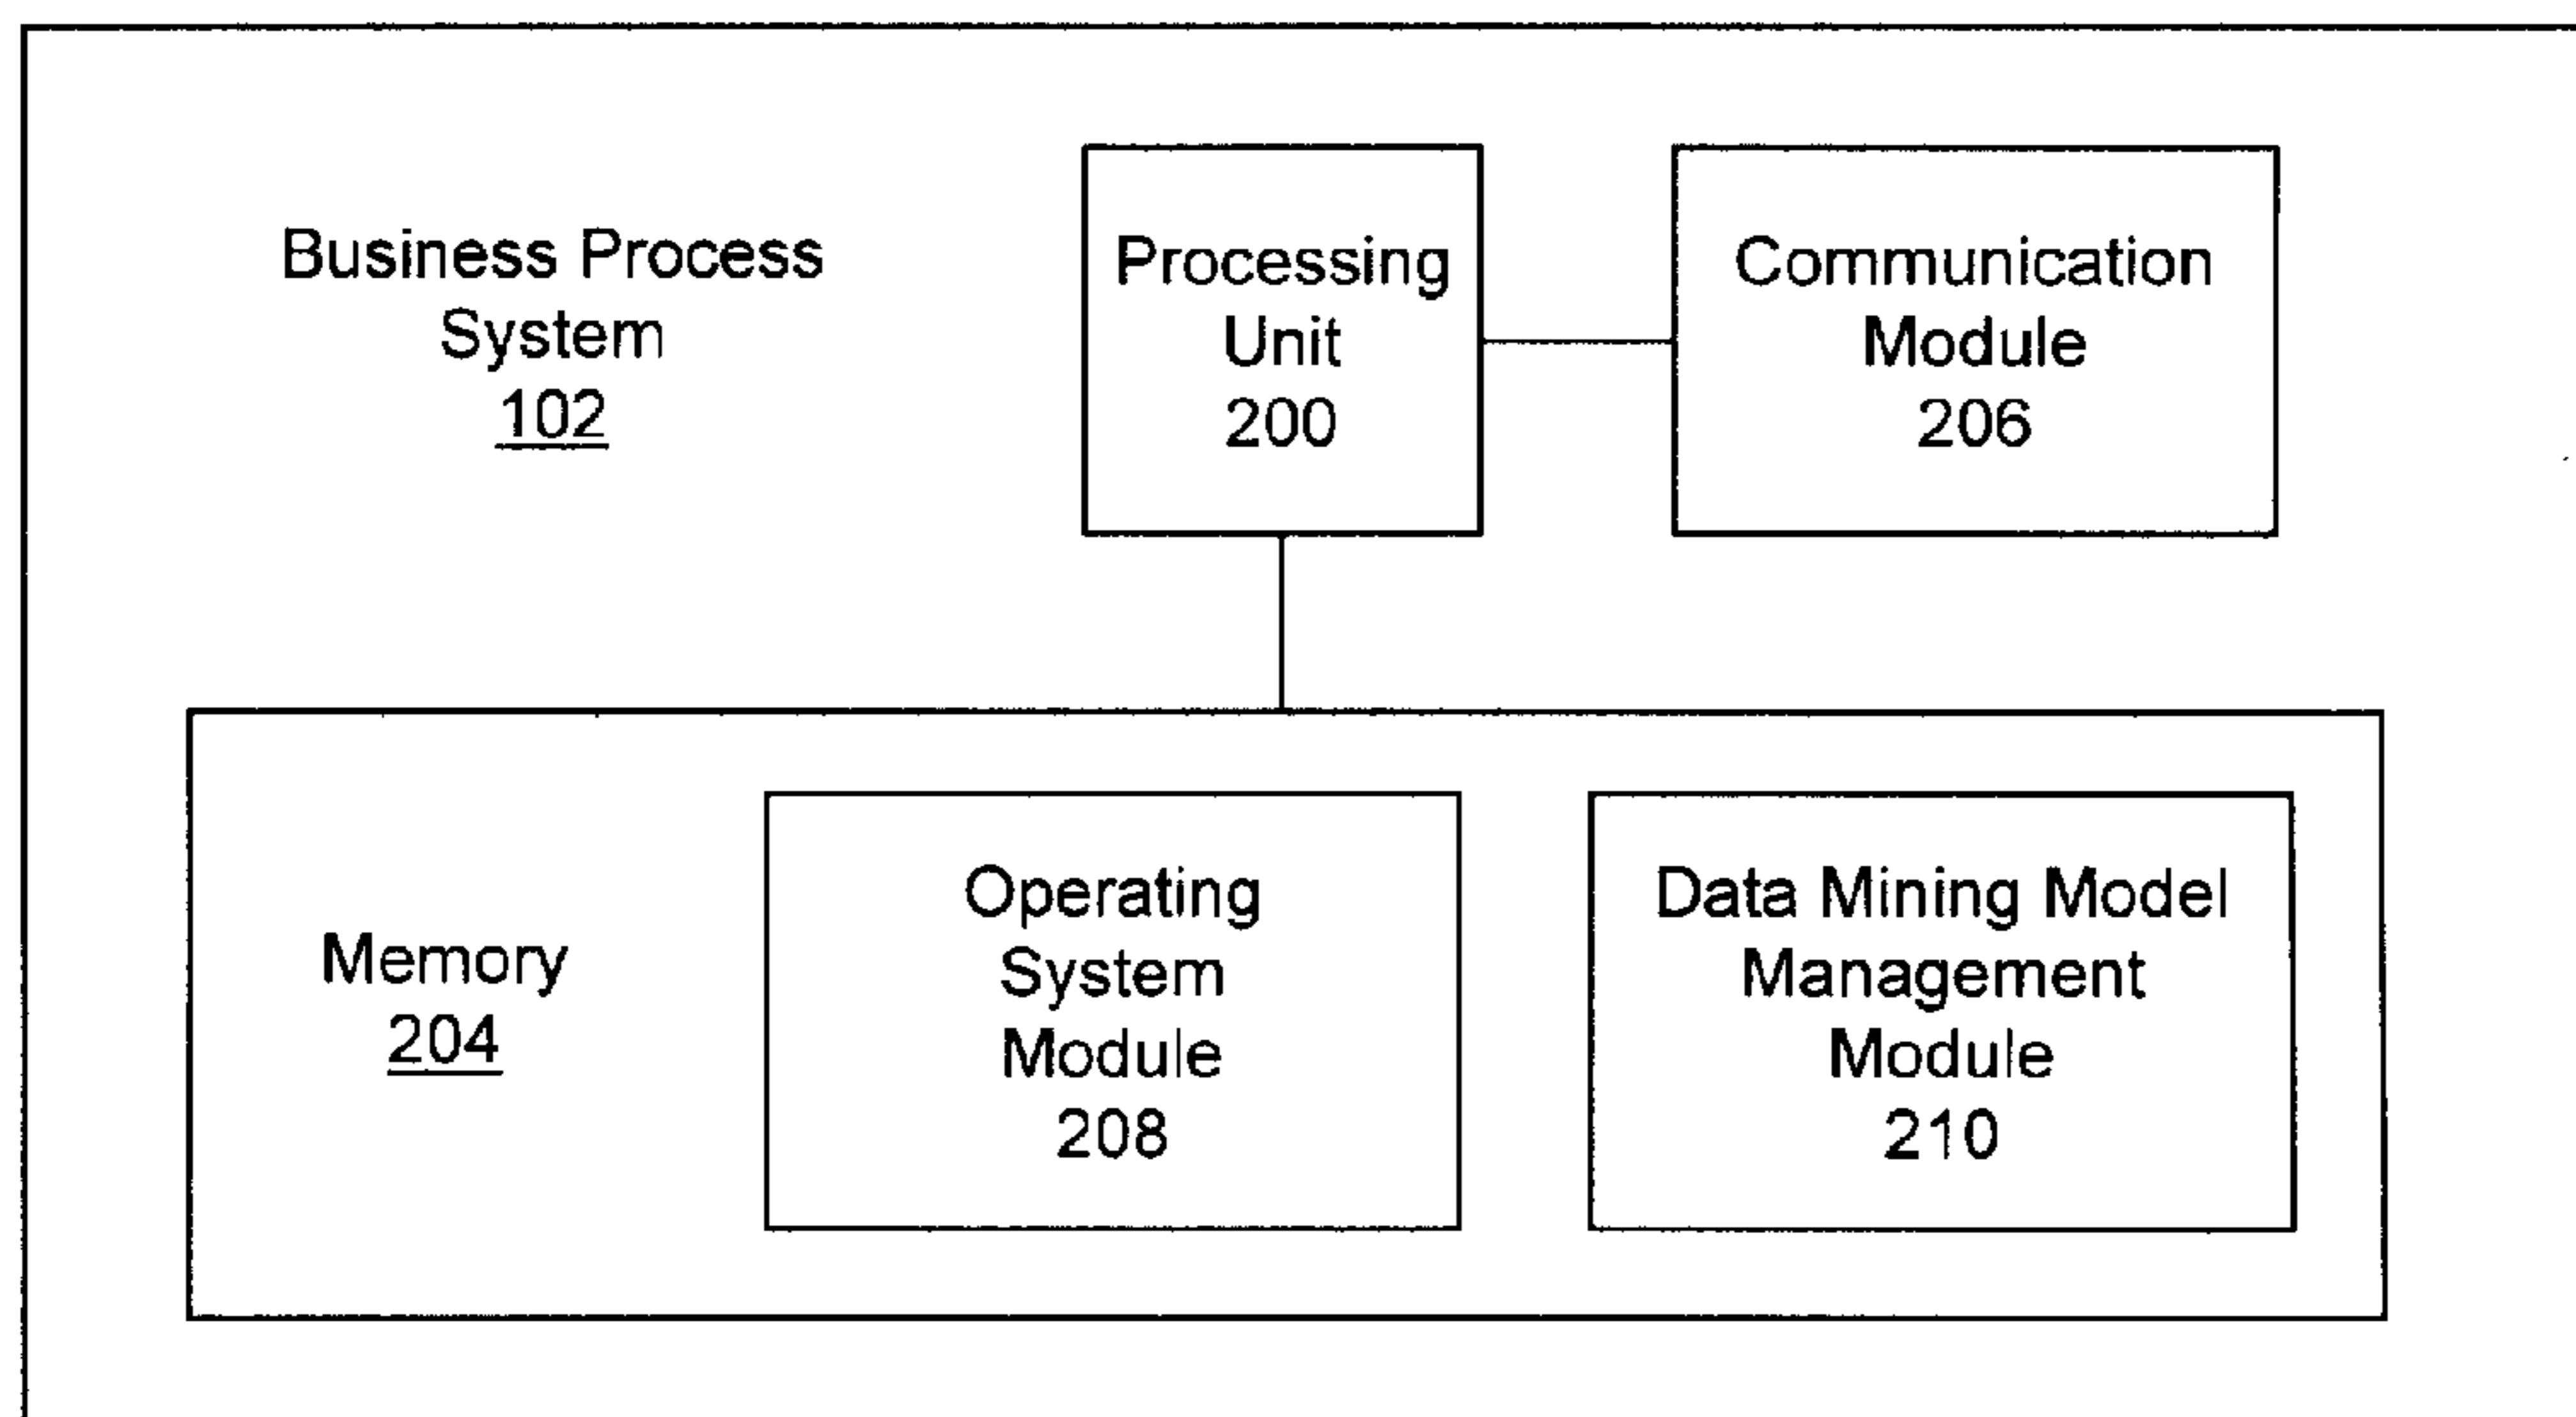 Business Process
System
102
Processing
Unit
200
Communication
Module
206
Memory
204
Operating
System
Module
208
Data Mining Model
Management
Module
210